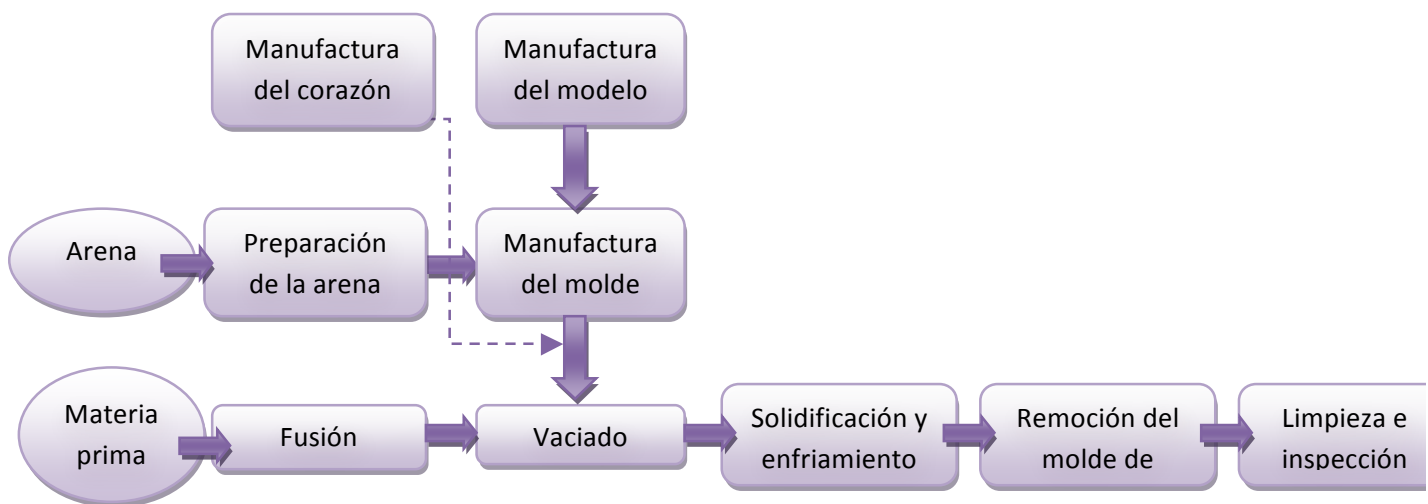 Manufactura
del corazón
Manufactura
del modelo
Arena
Preparación
de la arena
Manufactura
del molde
Materia
prima
Fusión
Vaciado
Solidificación y
enfriamiento
Remoción del
molde de
Limpieza e
inspección